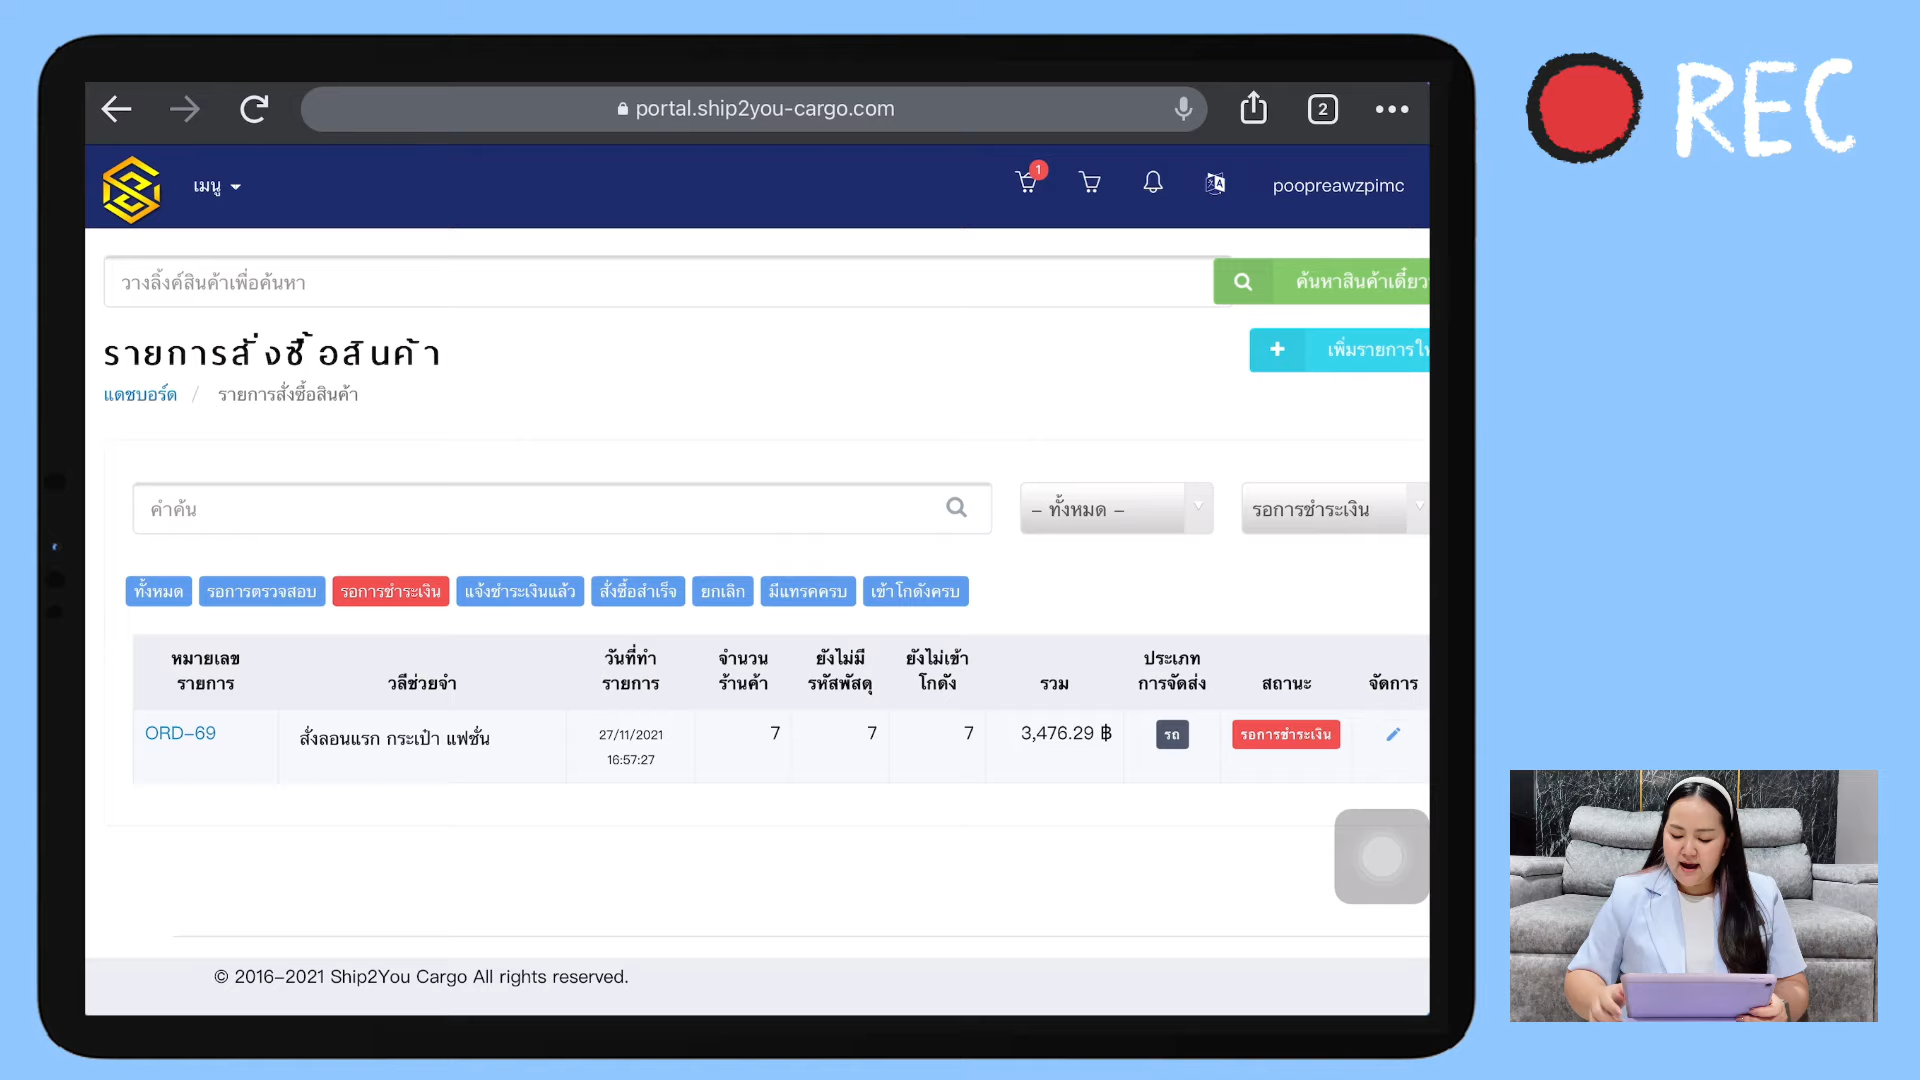 portal.ship2you-cargo.com
2
REC
เมนู
1
poopreawzpimc
วางลิ้งค์สินค้าเพื่อค้นหา
ค้นหาสินค้าเดี๋ยว
รายการสั่งซื้อสินค้า
เพิ่มรายการให
แดชบอร์ด / รายการสั่งซื้อสินค้า
คำค้น
– ทั้งหมด –
รอการชำระเงิน
ทั้งหมด รอการตรวจสอบ รอการชำระเงิน แจ้งชำระเงินแล้ว สั่งซื้อสำเร็จ ยกเลิก มีแทรคครบ เข้าโกดังครบ
หมายเลข วันที่ทำ จำนวน ยังไม่มี ยังไม่เข้า ประเภท
รายการ วลีช่วยจำ รายการ ร้านค้า รหัสพัสดุ โกดัง รวม การจัดส่ง สถานะ จัดการ
ORD–69 สั่งลอนแรก กระเป๋า แฟชั่น 27/11/2021 7 7 7 3,476.29 ฿ รถ รอการชำระเงิน
16:57:27
© 2016–2021 Ship2You Cargo All rights reserved.